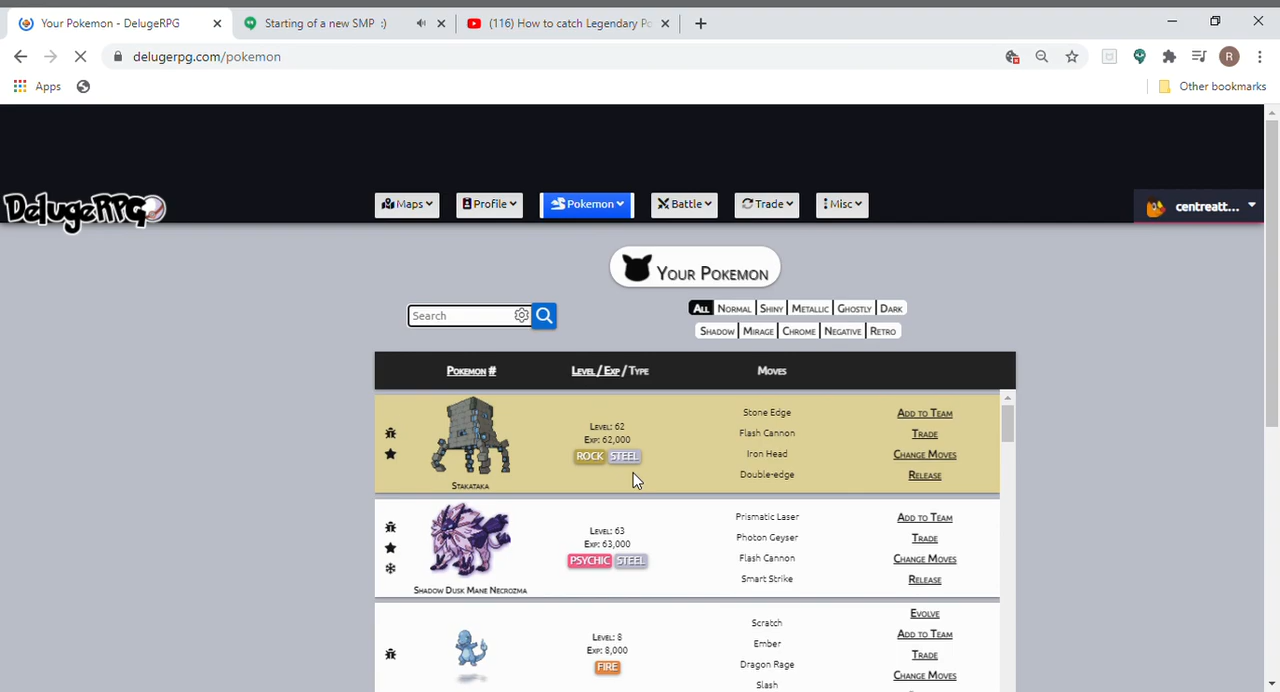 Your Pokemon - DelugeRPG
Starting of a new SMP :)
(116) How to catch Legendary Po
delugerpg.com/pokemon
R
Apps
Other bookmarks
DelugeRPG
Maps
Profile
Pokemon
Battle
Trade
Misc
centreatt...
Your Pokemon
Search
All Normal Shiny Metallic Ghostly Dark
Shadow Mirage Chrome Negative Retro
Pokemon # Level / Exp / Type Moves
Stakataka
Level: 62
Exp: 62,000
ROCK STEEL
Stone Edge
Flash Cannon
Iron Head
Double-edge
Add to Team
Trade
Change Moves
Release
Shadow Dusk Mane Necrozma
Level: 63
Exp: 63,000
PSYCHIC STEEL
Prismatic Laser
Photon Geyser
Flash Cannon
Smart Strike
Add to Team
Trade
Change Moves
Release
Level: 8
Exp: 8,000
FIRE
Scratch
Ember
Dragon Rage
Slash
Evolve
Add to Team
Trade
Change Moves